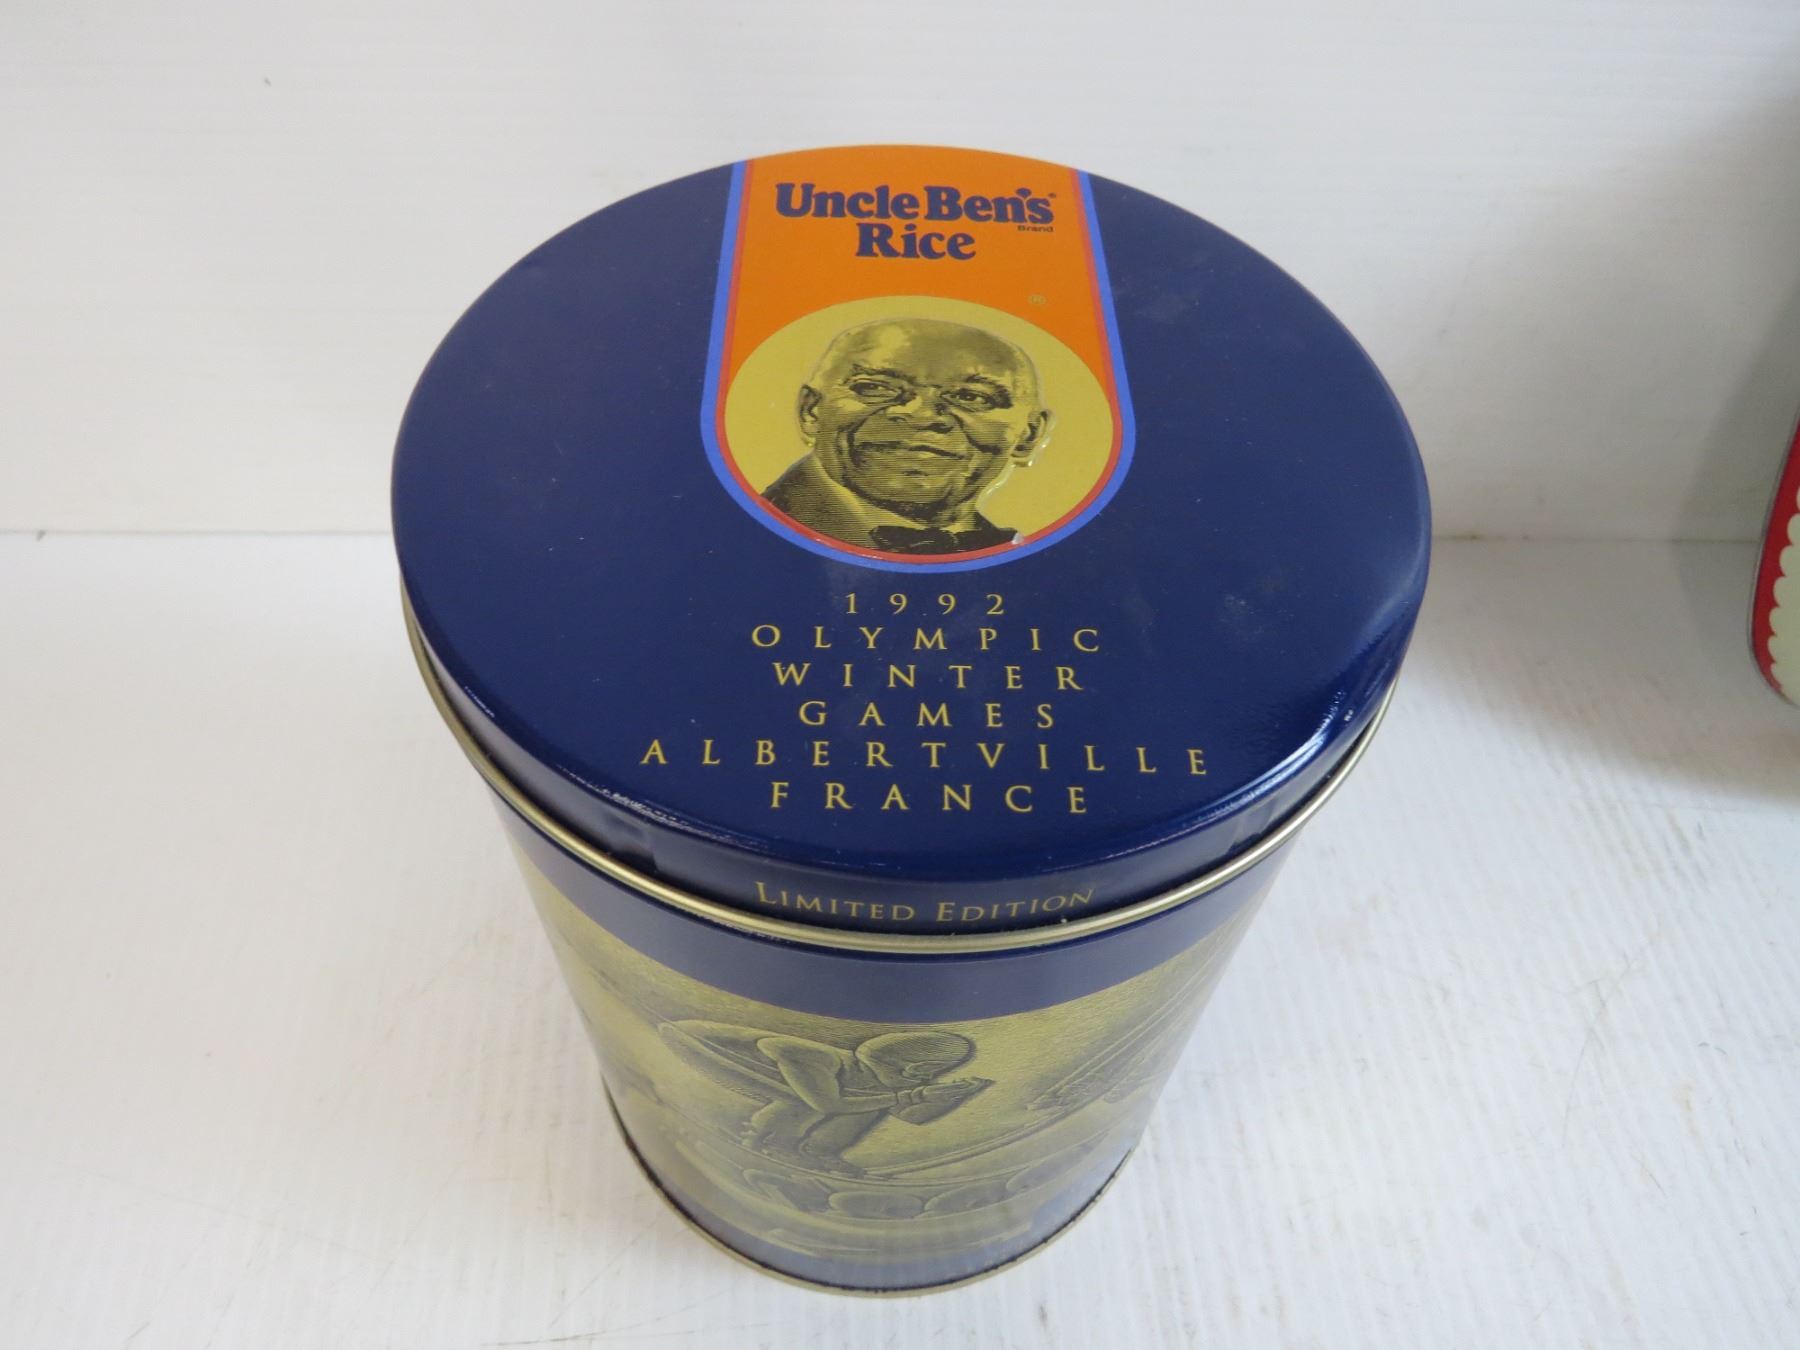 Uncle Ben's®
Brand
Rice
®
1992
OLYMPIC
WINTER
GAMES
ALBERTVILLE
FRANCE
LIMITED EDITION